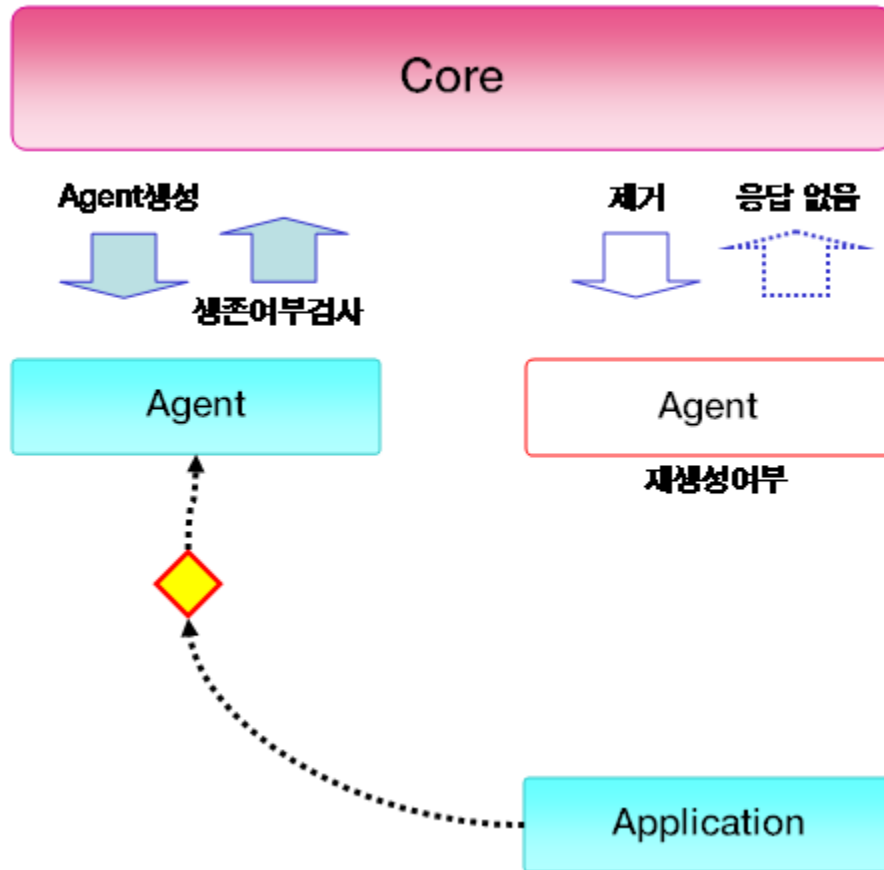 Core
Agent생성
제거
응답 없음
생존여부검사
Agent
Agent
재생성여부
Application